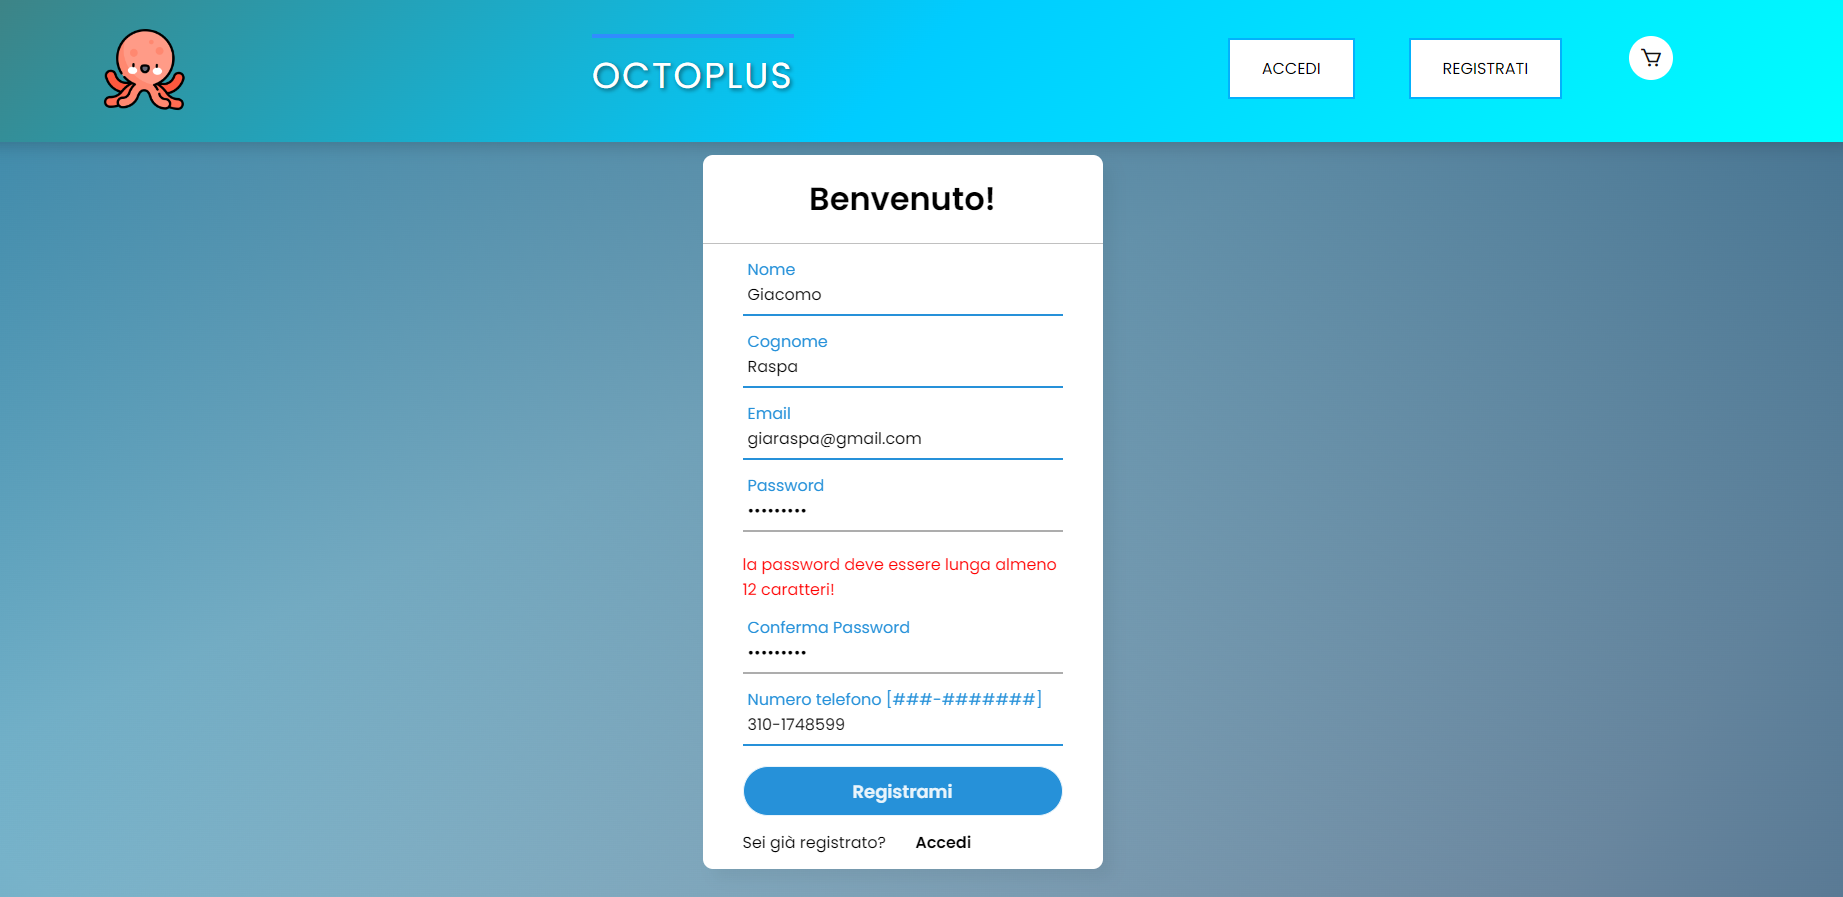 OCTOPLUS
ACCEDI
REGISTRATI
Benvenuto!
Nome
Giacomo
Cognome
Raspa
Email
giaraspa@gmail.com
Password
•••••••••
la password deve essere lunga almeno
12 caratteri!
Conferma Password
•••••••••
Numero telefono [###-#######]
310-1748599
Registrami
Sei già registrato? Accedi